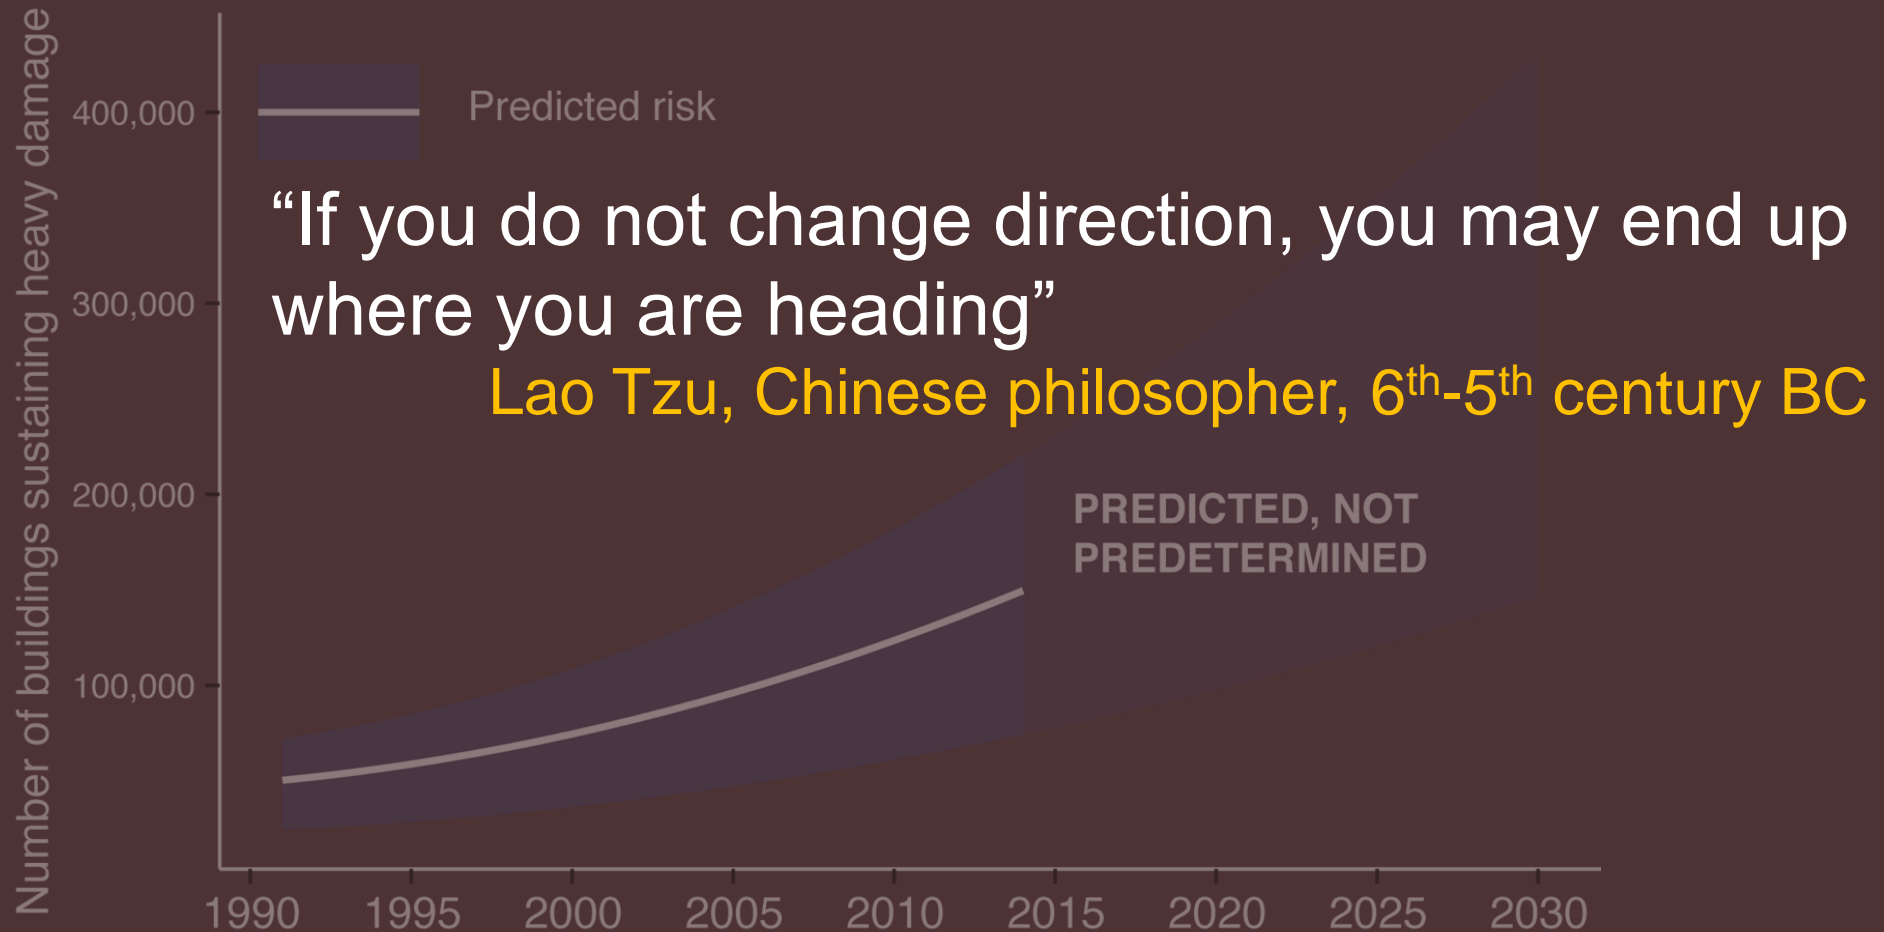 Number of buildings sustaining heavy damage
400,000
300,000
200,000
100,000
Predicted risk
“If you do not change direction, you may end up
where you are heading”
Lao Tzu, Chinese philosopher, 6th-5th century BC
PREDICTED, NOT
PREDETERMINED
1990 1995 2000 2005 2010 2015 2020 2025 2030